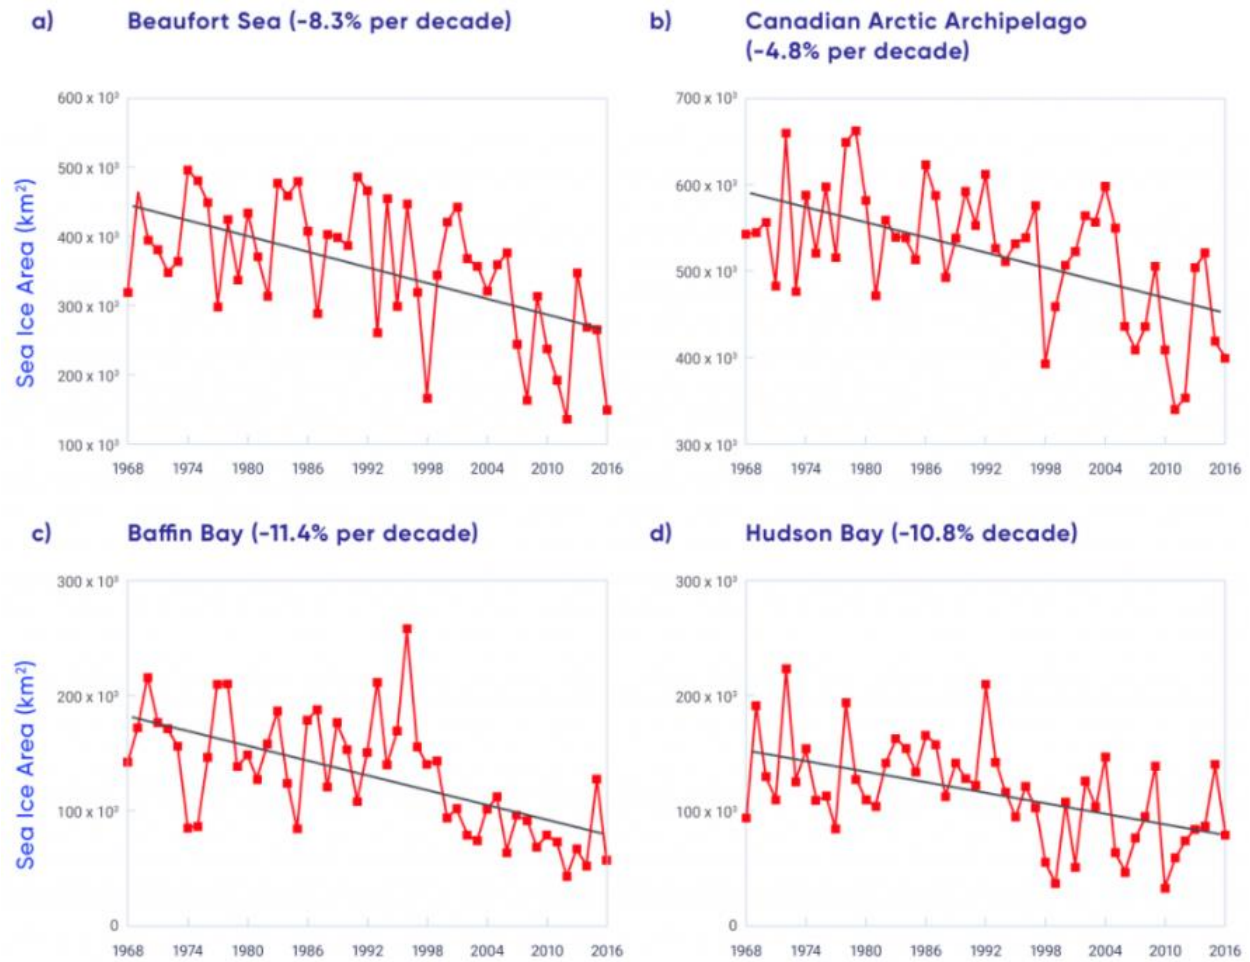 a) Beaufort Sea (-8.3% per decade)
b) Canadian Arctic Archipelago
(-4.8% per decade)
Sea Ice Area (km²)
600 x 10³
500 x 10³
400 x 10³
300 x 10³
200 x 10³
100 x 10³
1968 1974 1980 1986 1992 1998 2004 2010 2016
700 x 10³
600 x 10³
500 x 10³
400 x 10³
300 x 10³
1968 1974 1980 1986 1992 1998 2004 2010 2016
c) Baffin Bay (-11.4% per decade)
d) Hudson Bay (-10.8% decade)
Sea Ice Area (km²)
300 x 10³
200 x 10³
100 x 10³
0
1968 1974 1980 1986 1992 1998 2004 2010 2016
300 x 10³
200 x 10³
100 x 10³
0
1968 1974 1980 1986 1992 1998 2004 2010 2016